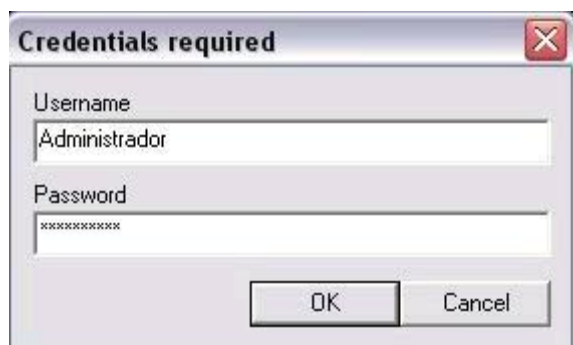 Credentials required
Username
Administrador
Password
**********
OK
Cancel